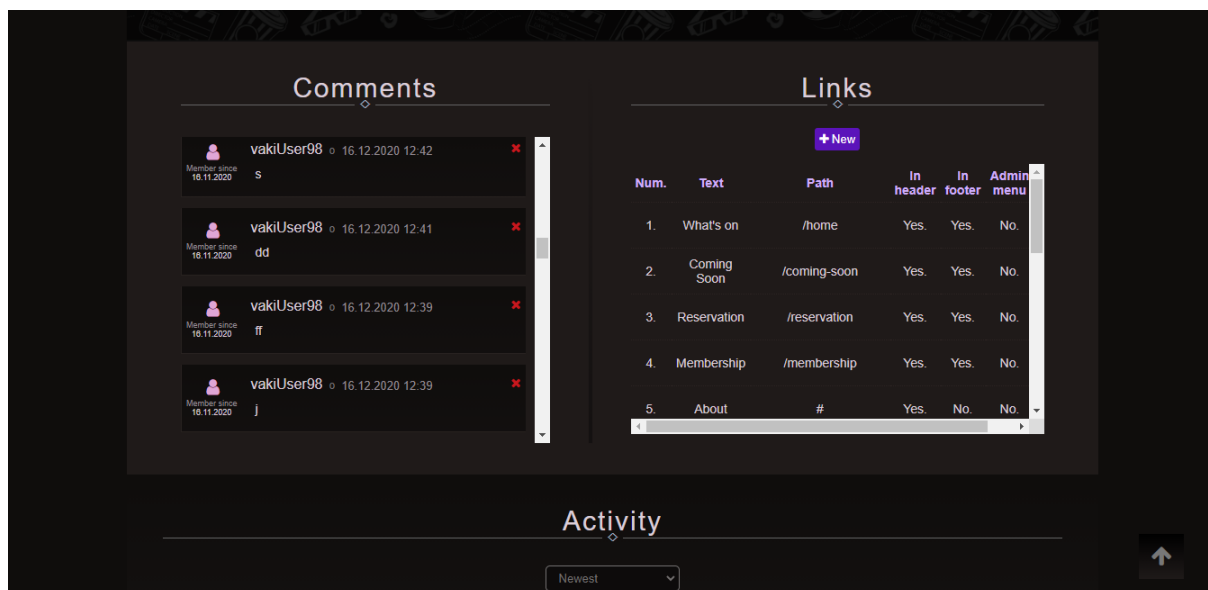 Comments
vakiUser98 o 16.12.2020 12:42
Member since
16.11.2020
s
vakiUser98 o 16.12.2020 12:41
Member since
16.11.2020
dd
vakiUser98 o 16.12.2020 12:39
Member since
16.11.2020
ff
vakiUser98 o 16.12.2020 12:39
Member since
16.11.2020
j
Links
+ New
Num. Text Path In header In footer Admin menu
1. What's on /home Yes. Yes. No.
2. Coming Soon /coming-soon Yes. Yes. No.
3. Reservation /reservation Yes. Yes. No.
4. Membership /membership Yes. Yes. No.
5. About # Yes. No. No.
Activity
Newest